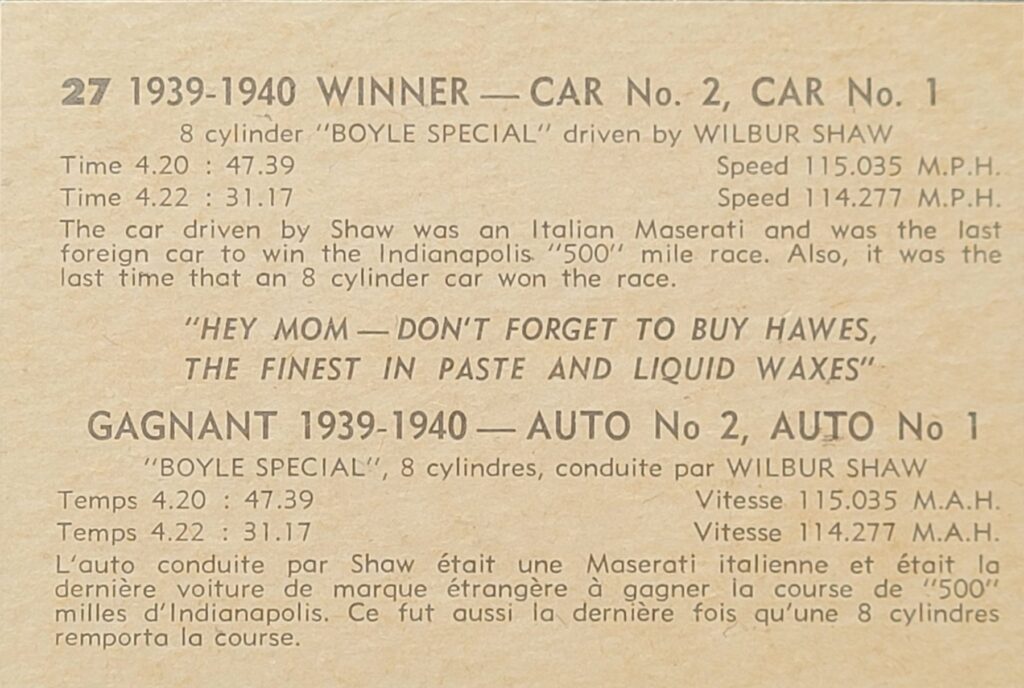 27 1939-1940 WINNER — CAR No. 2, CAR No. 1
8 cylinder "BOYLE SPECIAL" driven by WILBUR SHAW
Time 4.20 : 47.39 Speed 115.035 M.P.H.
Time 4.22 : 31.17 Speed 114.277 M.P.H.
The car driven by Shaw was an Italian Maserati and was the last
foreign car to win the Indianapolis "500" mile race. Also, it was the
last time that an 8 cylinder car won the race.
"HEY MOM — DON'T FORGET TO BUY HAWES,
THE FINEST IN PASTE AND LIQUID WAXES"
GAGNANT 1939-1940 — AUTO No 2, AUTO No 1
"BOYLE SPECIAL", 8 cylindres, conduite par WILBUR SHAW
Temps 4.20 : 47.39 Vitesse 115.035 M.A.H.
Temps 4.22 : 31.17 Vitesse 114.277 M.A.H.
L'auto conduite par Shaw était une Maserati italienne et était la
dernière voiture de marque étrangère à gagner la course de "500"
milles d'Indianapolis. Ce fut aussi la dernière fois qu'une 8 cylindres
remporta la course.